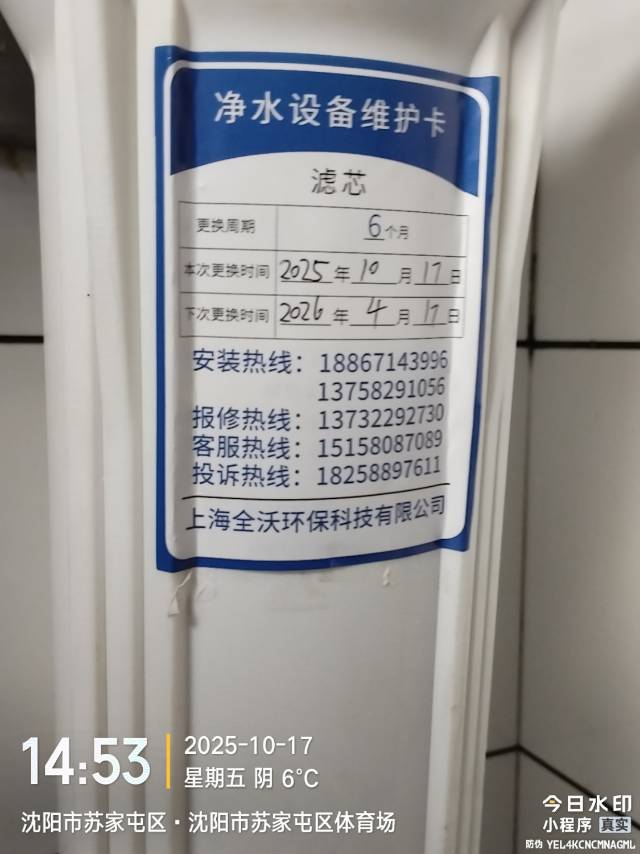 净水设备维护卡
滤芯
更换周期 6个月
本次更换时间 2025年10月17日
下次更换时间 2026年4月17日
安装热线：18867143996
13758291056
报修热线：13732292730
客服热线：15158087089
投诉热线：18258897611
上海全沃环保科技有限公司
14:53
2025-10-17
星期五 阴 6°C
沈阳市苏家屯区·沈阳市苏家屯区体育场
今日水印
小程序 真实
防伪 YEL4KCNCMNAGML